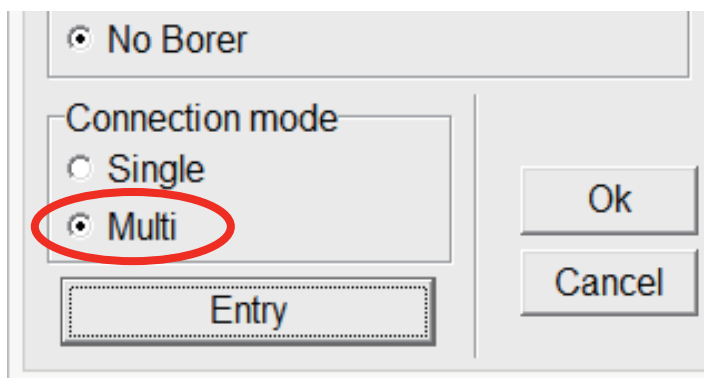 No Borer
Connection mode
Single
Multi
Entry
Ok
Cancel